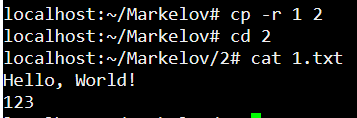 localhost:/Markelov# cp -r 1 2
localhost:/Markelov# cd 2
localhost:/Markelov/2# cat 1.txt
Hello, World!
123